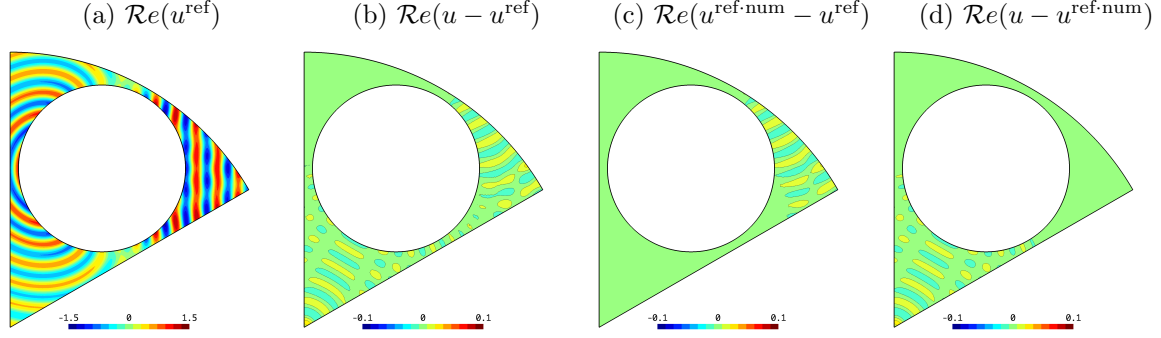 (a) ℛe(u^ref) (b) ℛe(u − u^ref) (c) ℛe(u^ref·num − u^ref) (d) ℛe(u − u^ref·num)
-1.5 0 1.5 -0.1 0 0.1 -0.1 0 0.1 -0.1 0 0.1